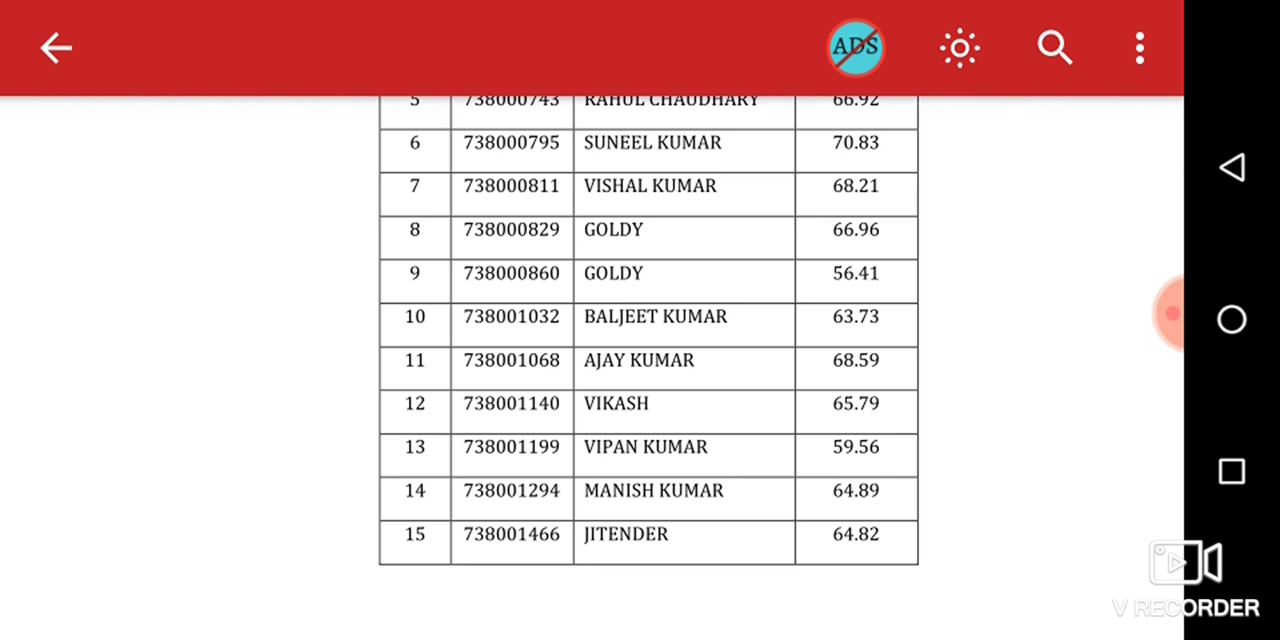 ADS
5 738000743 RAHUL CHAUDHARY 66.92
6 738000795 SUNEEL KUMAR 70.83
7 738000811 VISHAL KUMAR 68.21
8 738000829 GOLDY 66.96
9 738000860 GOLDY 56.41
10 738001032 BALJEET KUMAR 63.73
11 738001068 AJAY KUMAR 68.59
12 738001140 VIKASH 65.79
13 738001199 VIPAN KUMAR 59.56
14 738001294 MANISH KUMAR 64.89
15 738001466 JITENDER 64.82
V RECORDER